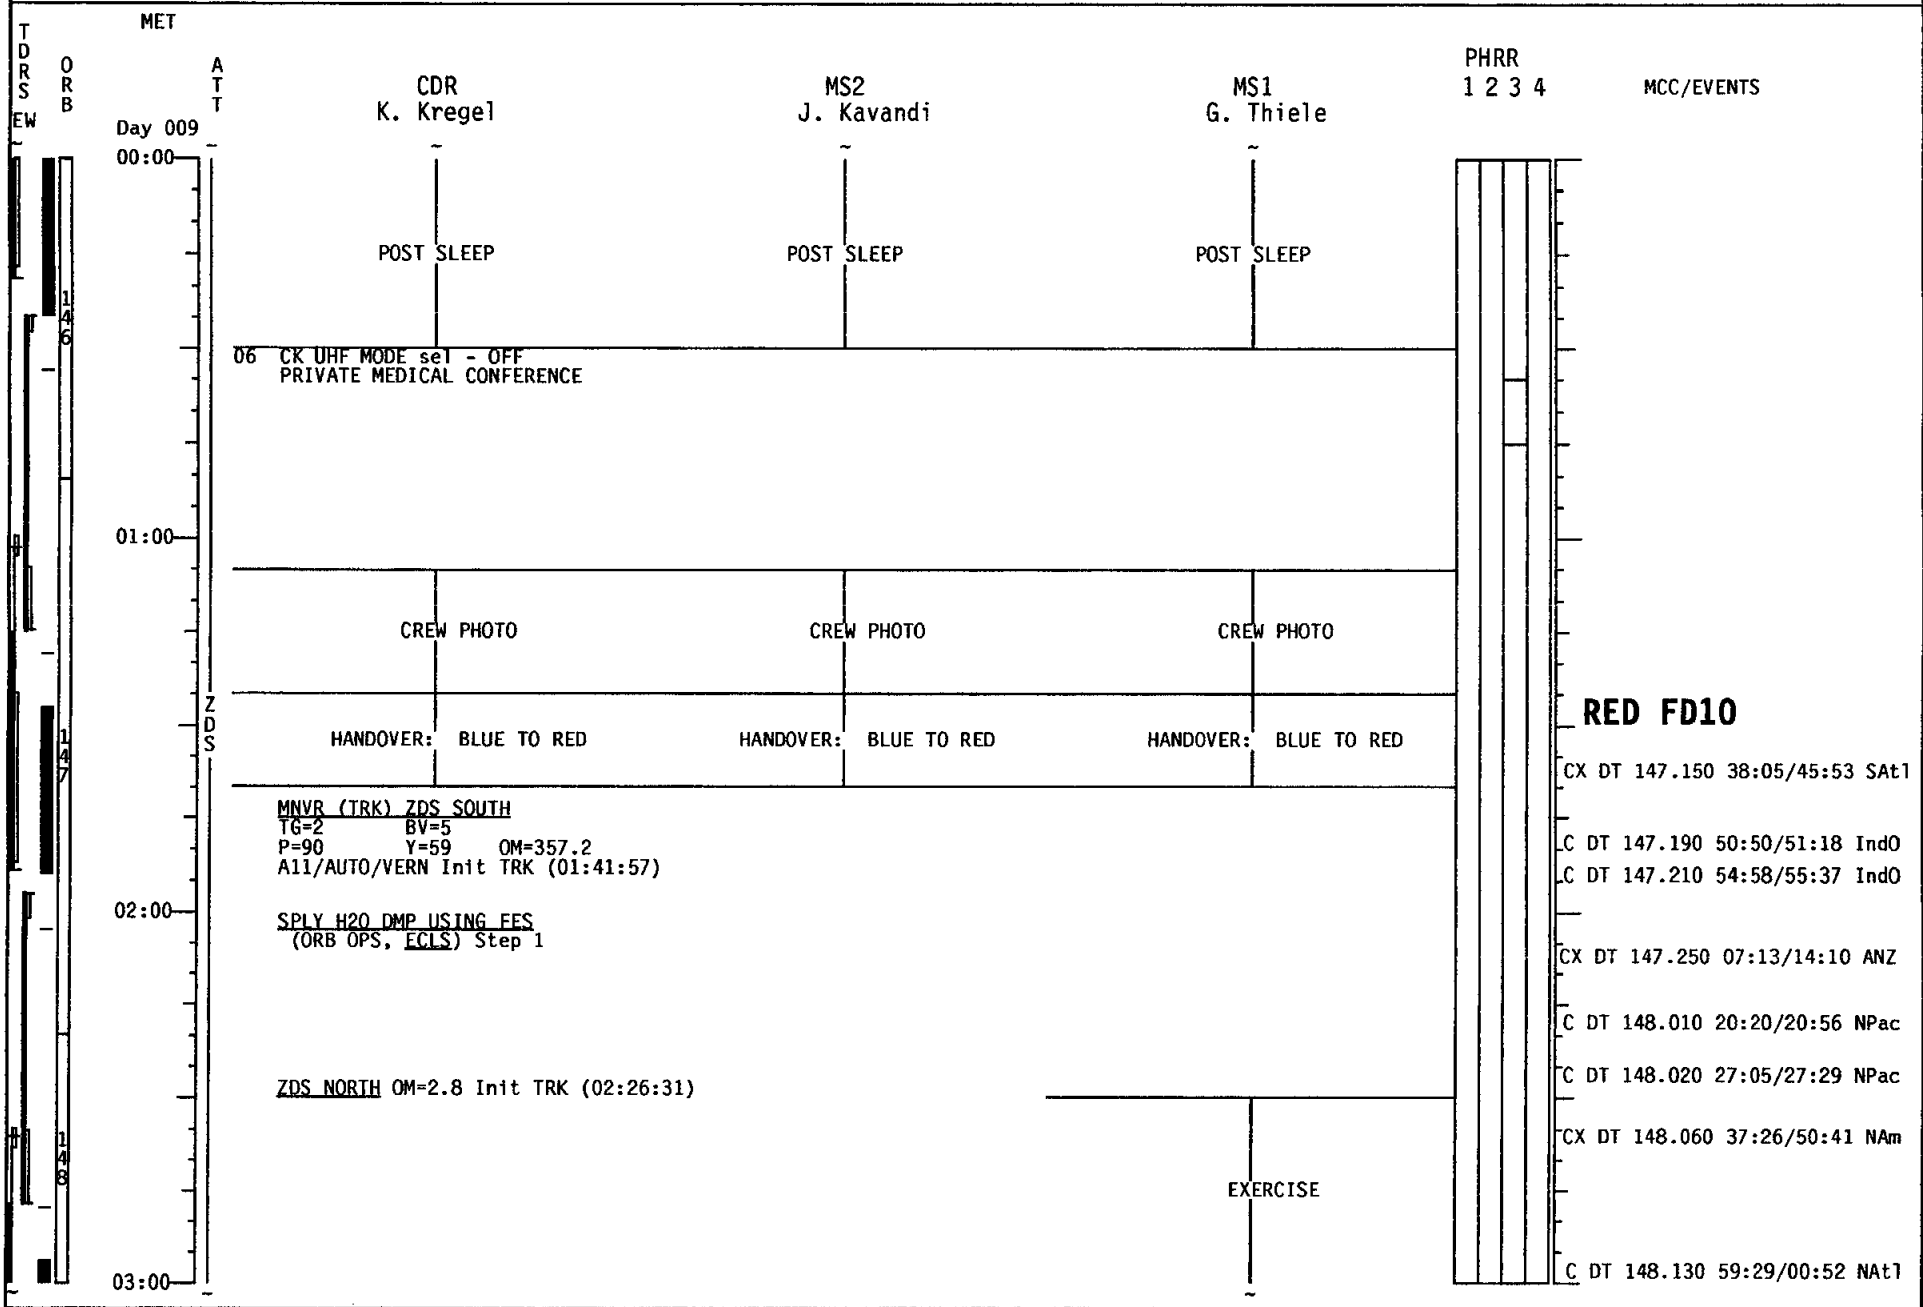 MET
TDRS
EW
ORB
ATT
CDR
K. Kregel
MS2
J. Kavandi
MS1
G. Thiele
PHRR
1 2 3 4
MCC/EVENTS
Day 009
00:00
POST SLEEP
POST SLEEP
POST SLEEP
146
06 CK UHF MODE sel - OFF
PRIVATE MEDICAL CONFERENCE
01:00
CREW PHOTO
CREW PHOTO
CREW PHOTO
ZDS
RED FD10
147
HANDOVER: BLUE TO RED
HANDOVER: BLUE TO RED
HANDOVER: BLUE TO RED
CX DT 147.150 38:05/45:53 SAtl
MNVR (TRK) ZDS SOUTH
TG=2 BV=5
P=90 Y=59 OM=357.2
All/AUTO/VERN Init TRK (01:41:57)
C DT 147.190 50:50/51:18 IndO
C DT 147.210 54:58/55:37 IndO
02:00
SPLY H2O DMP USING FES
(ORB OPS, ECLS) Step 1
CX DT 147.250 07:13/14:10 ANZ
C DT 148.010 20:20/20:56 NPac
C DT 148.020 27:05/27:29 NPac
ZDS NORTH OM=2.8 Init TRK (02:26:31)
148
CX DT 148.060 37:26/50:41 NAm
EXERCISE
03:00
C DT 148.130 59:29/00:52 NAtl